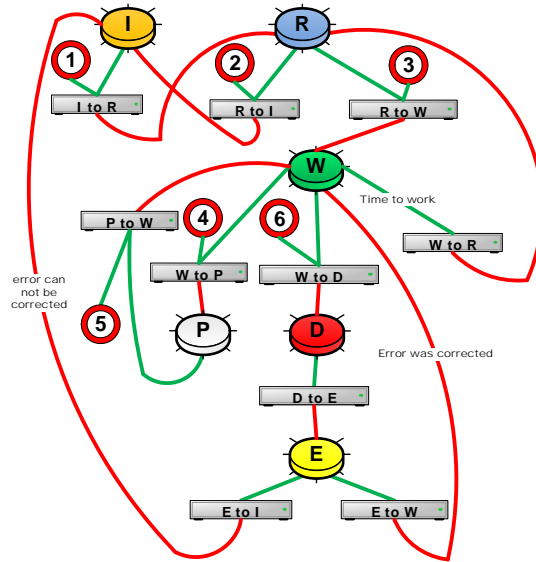 I
R
1
2
3
I to R
R to I
R to W
W
Time to work
P to W
4
6
W to R
W to P
W to D
error can
not be
corrected
5
P
D
Error was corrected
D to E
E
E to I
E to W